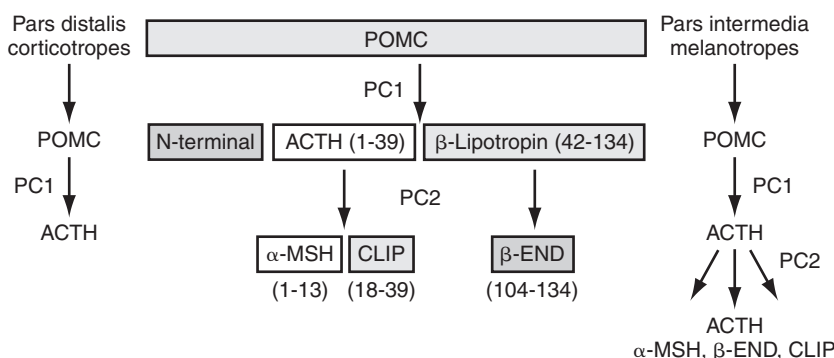 Pars distalis
corticotropes
POMC
PC1
ACTH
POMC
PC1
N-terminal
ACTH (1-39)
β-Lipotropin (42-134)
PC2
α-MSH
CLIP
β-END
(1-13)
(18-39)
(104-134)
Pars intermedia
melanotropes
POMC
PC1
ACTH
PC2
ACTH
α-MSH, β-END, CLIP